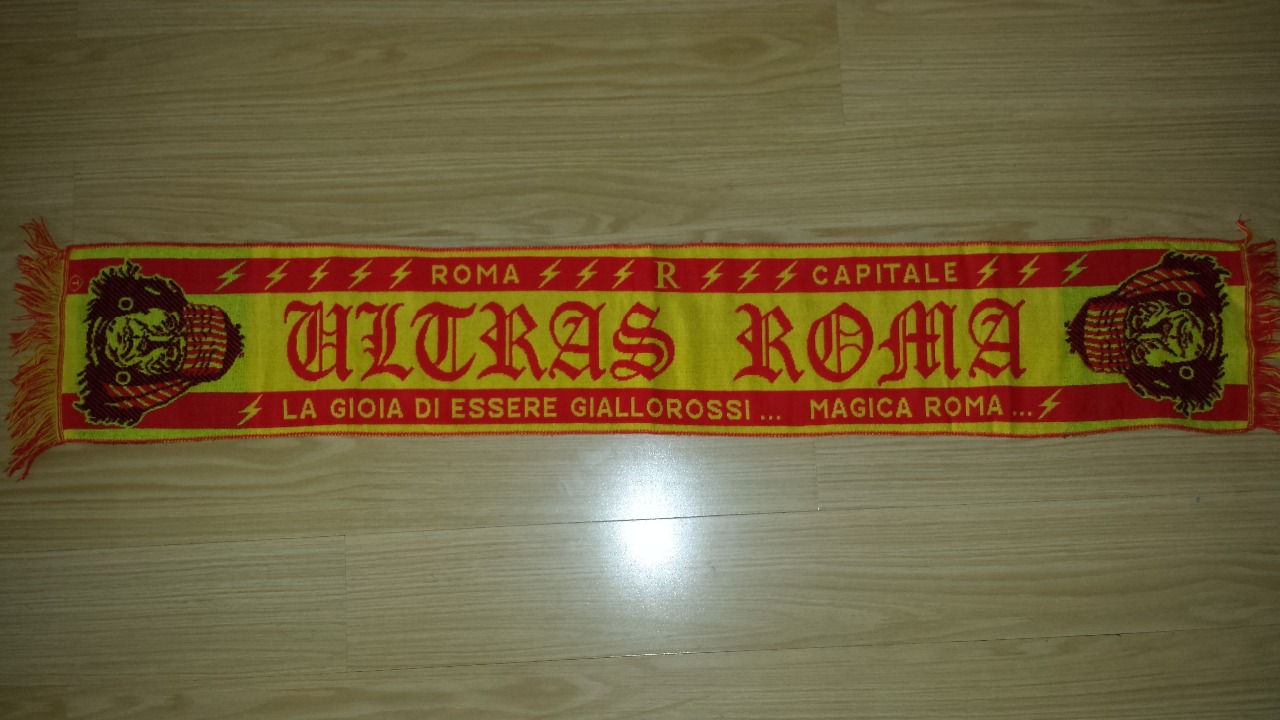 ROMA R CAPITALE
ULTRAS ROMA
LA GIOIA DI ESSERE GIALLOROSSI... MAGICA ROMA...